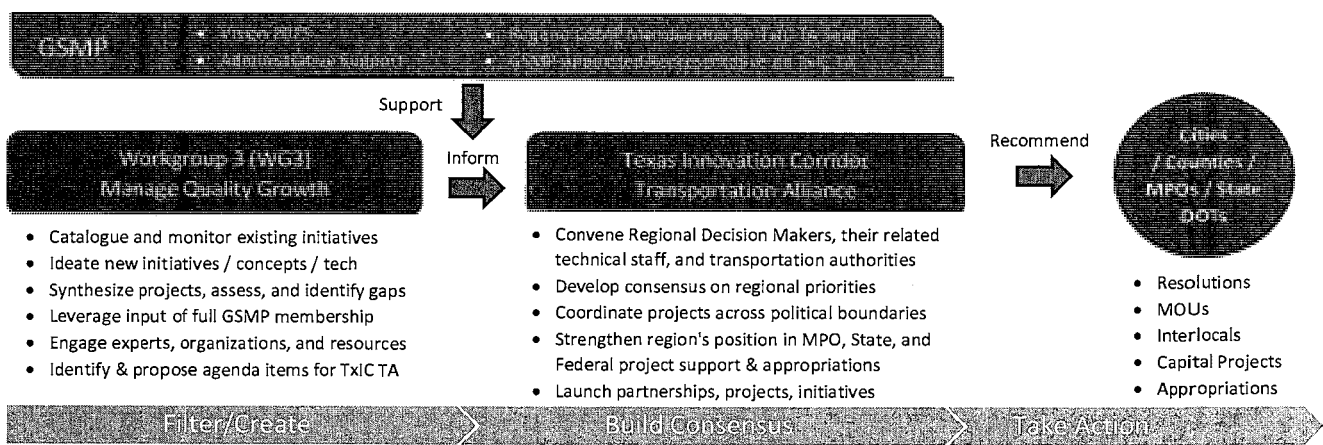 GSMP
• Vision 2025
• Administrative Support
Support
Workgroup 3 (WG3)
Manage Quality Growth
Inform
Texas Innovation Corridor
Transportation Alliance
Recommend
Cities
/ Counties /
MPOs / State
DOTs
• Catalogue and monitor existing initiatives
• Ideate new initiatives / concepts / tech
• Synthesize projects, assess, and identify gaps
• Leverage input of full GSMP membership
• Engage experts, organizations, and resources
• Identify & propose agenda items for TxIC TA
• Convene Regional Decision Makers, their related
technical staff, and transportation authorities
• Develop consensus on regional priorities
• Coordinate projects across political boundaries
• Strengthen region's position in MPO, State, and
Federal project support & appropriations
• Launch partnerships, projects, initiatives
• Resolutions
• MOUs
• Interlocals
• Capital Projects
• Appropriations
Filter/Create
Build Consensus
Take Action